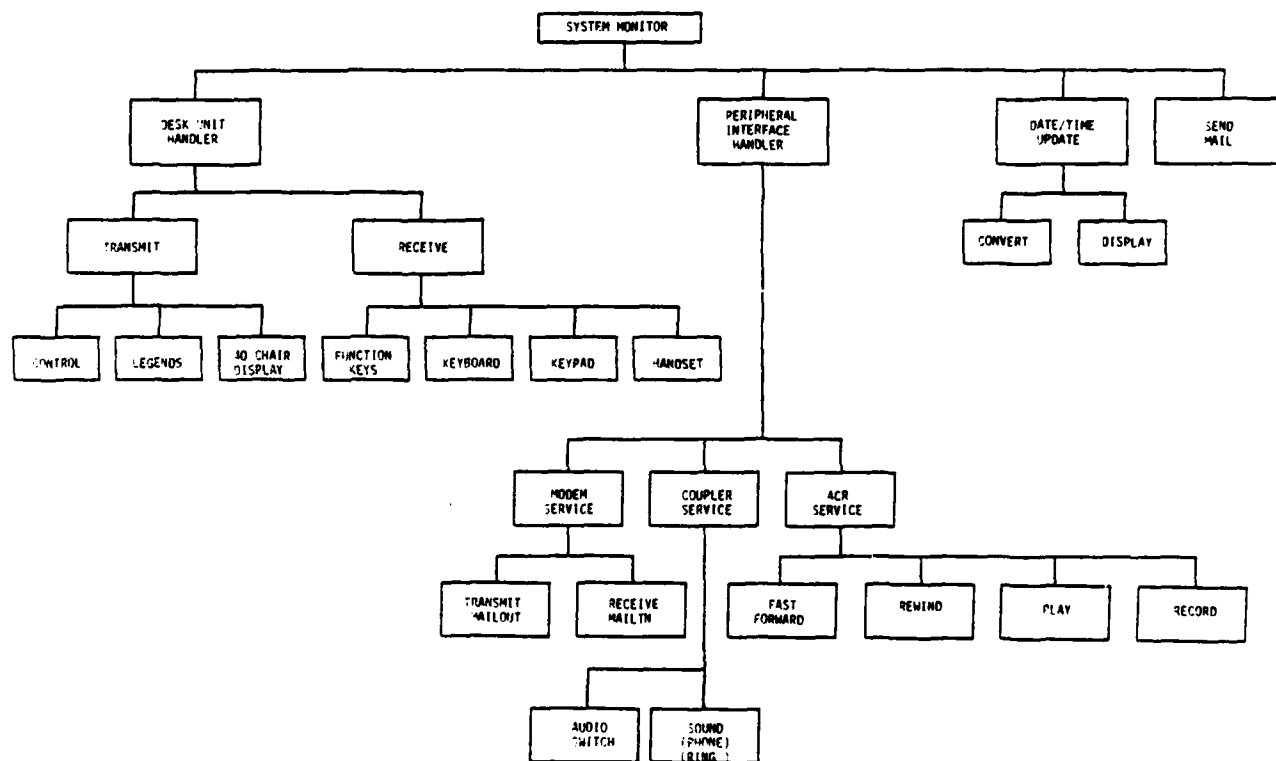 SYSTEM MONITOR
DESK UNIT
HANDLER
PERIPHERAL
INTERFACE
HANDLER
DATE/TIME
UPDATE
SEND
MAIL
TRANSMIT
RECEIVE
CONVERT
DISPLAY
CONTROL
LEGENDS
40 CHAIR
DISPLAY
FUNCTION
KEYS
KEYBOARD
KEYPAD
HANDSET
MODEM
SERVICE
COUPLER
SERVICE
ACR
SERVICE
TRANSMIT
MAILOUT
RECEIVE
MAILIN
FAST
FORWARD
REWIND
PLAY
RECORD
AUDIO
SWITCH
SOUND
(PHONE)
(RING )